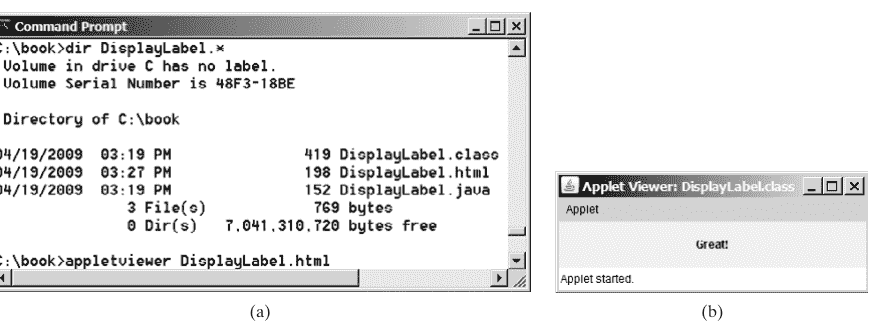 Command Prompt
C:\book>dir DisplayLabel.*
Volume in drive C has no label.
Volume Serial Number is 48F3-18BE
Directory of C:\book
04/19/2009 03:19 PM 419 DisplayLabel.class
04/19/2009 03:27 PM 198 DisplayLabel.html
04/19/2009 03:19 PM 152 DisplayLabel.java
3 File(s) 769 bytes
0 Dir(s) 7,041,310,720 bytes free
C:\book>appletviewer DisplayLabel.html
(a)
Applet Viewer: DisplayLabel.class
Applet
Great!
Applet started.
(b)